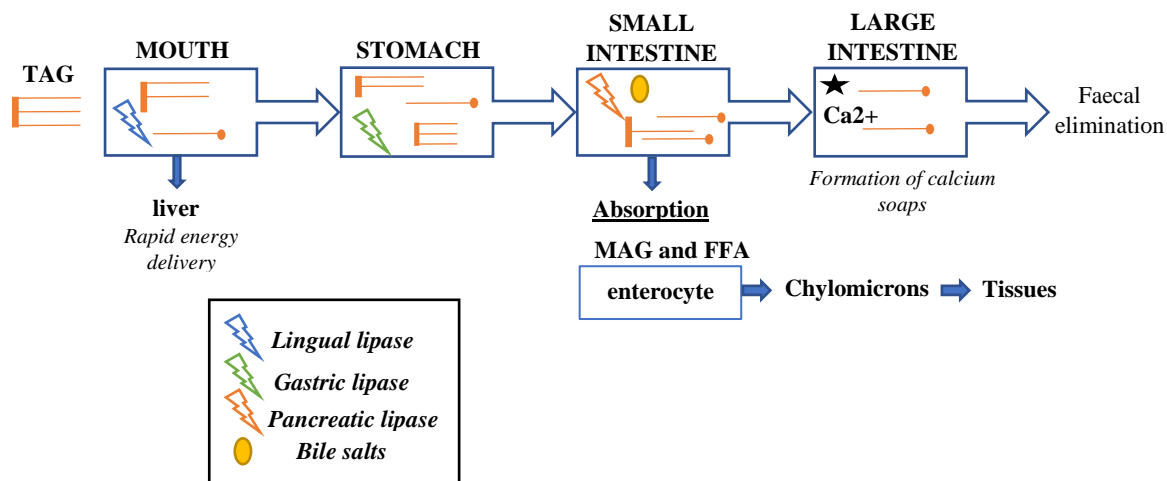 TAG
MOUTH
STOMACH
SMALL
INTESTINE
LARGE
INTESTINE
Ca2+
Faecal
elimination
liver
Rapid energy
delivery
Absorption
MAG and FFA
enterocyte
Chylomicrons
Tissues
Formation of calcium
soaps
Lingual lipase
Gastric lipase
Pancreatic lipase
Bile salts